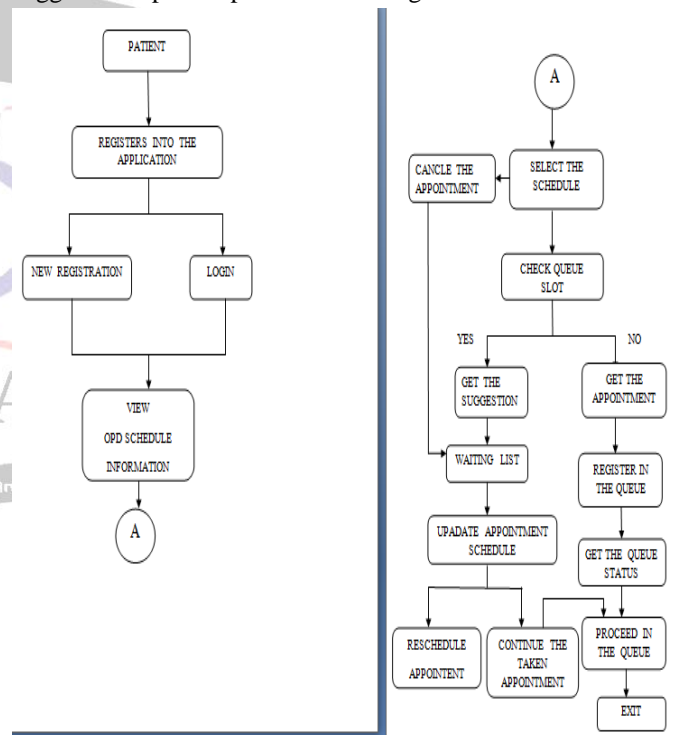 PATIENT
REGISTERS INTO THE
APPLICATION
NEW REGISTRATION
LOGIN
VIEW
OPD SCHEDULE
INFORMATION
A
A
CANCLE THE
APPOINTMENT
SELECT THE
SCHEDULE
CHECK QUEUE
SLOT
YES
NO
GET THE
SUGGESTION
GET THE
APPOINTMENT
WAITING LIST
REGISTER IN
THE QUEUE
UPADATE APPOINTMENT
SCHEDULE
GET THE QUEUE
STATUS
RESCHEDULE
APPOINTENT
CONTINUE THE
TAKEN
APPOINTMENT
PROCEED IN
THE QUEUE
EXIT